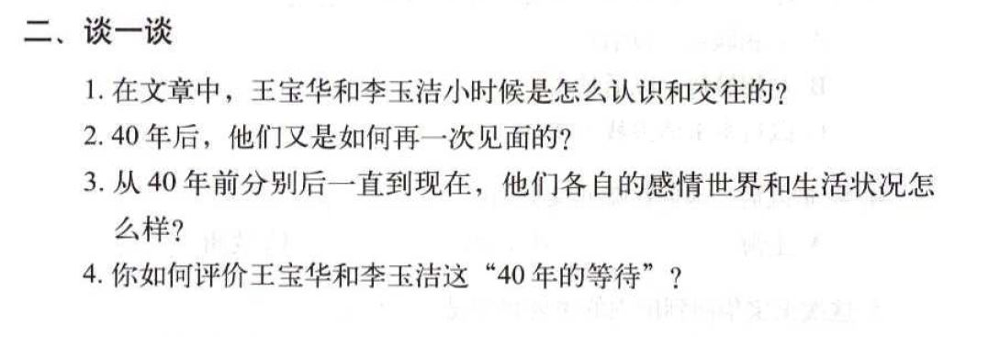 二、谈一谈
1. 在文章中，王宝华和李玉洁小时候是怎么认识和交往的？
2. 40 年后，他们又是如何再一次见面的？
3. 从 40 年前分别后一直到现在，他们各自的感情世界和生活状况怎
么样？
4. 你如何评价王宝华和李玉洁这“40 年的等待”？